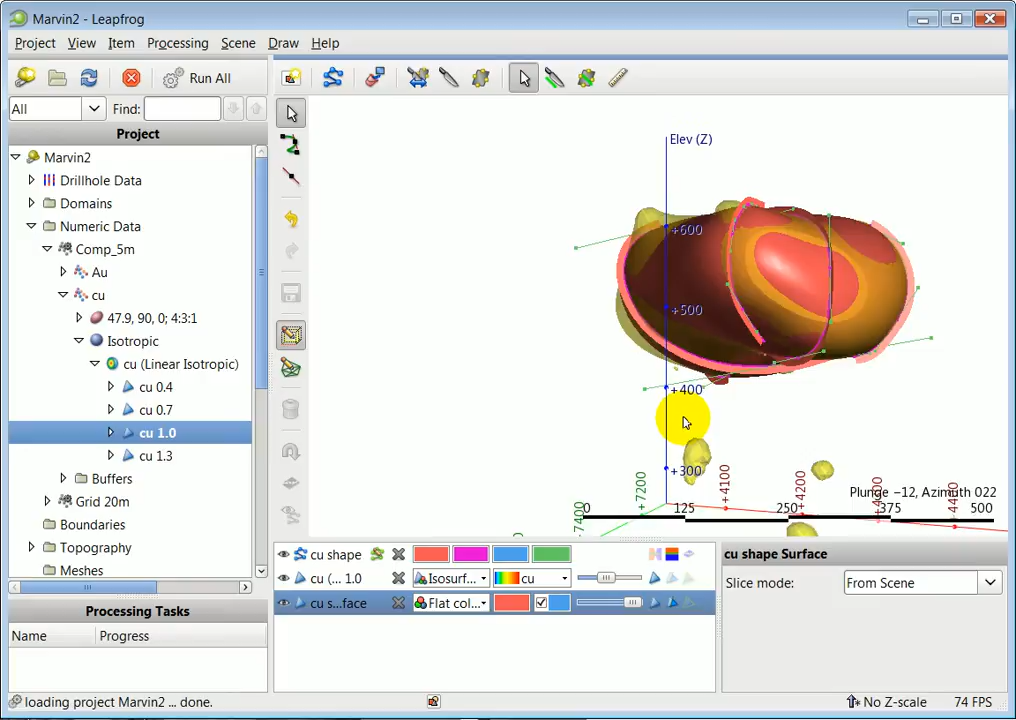 Marvin2 - Leapfrog
Project View Item Processing Scene Draw Help
Run All
All Find:
Project
Marvin2
Drillhole Data
Domains
Numeric Data
Comp_5m
Au
cu
47.9, 90, 0; 4:3:1
Isotropic
cu (Linear Isotropic)
cu 0.4
cu 0.7
cu 1.0
cu 1.3
Buffers
Grid 20m
Boundaries
Topography
Meshes
Processing Tasks
Name Progress
loading project Marvin2 ... done.
Elev (Z)
+600
+500
+400
+300
+7200
+4100
+4200
Plunge −12, Azimuth 022
0 125 250 375 500
cu shape
cu (... 1.0 Isosurf... cu
cu s...face Flat col...
cu shape Surface
Slice mode: From Scene
No Z-scale 74 FPS